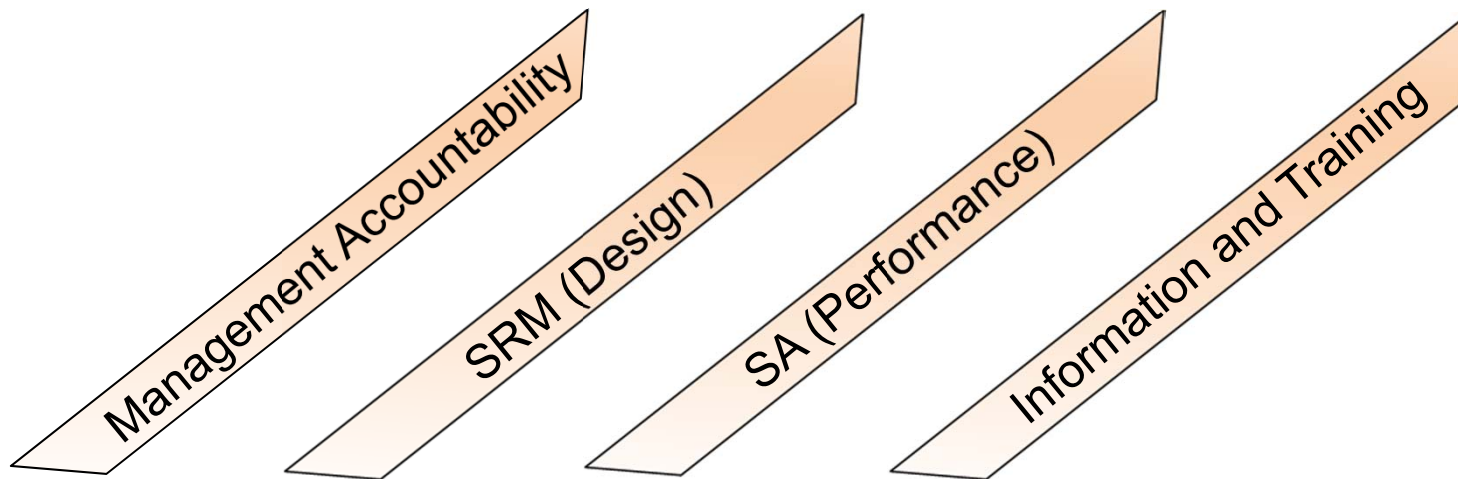 Management Accountability
SRM (Design)
SA (Performance)
Information and Training